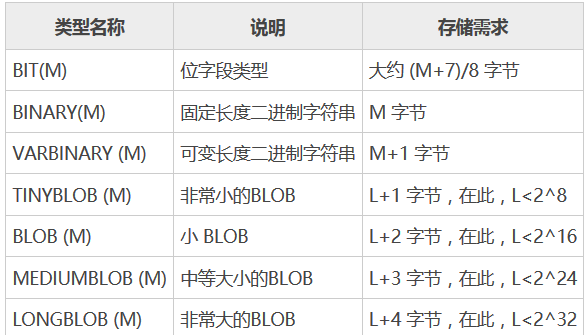 类型名称 说明 存储需求
BIT(M) 位字段类型 大约 (M+7)/8 字节
BINARY(M) 固定长度二进制字符串 M 字节
VARBINARY (M) 可变长度二进制字符串 M+1 字节
TINYBLOB (M) 非常小的BLOB L+1 字节，在此，L<2^8
BLOB (M) 小 BLOB L+2 字节，在此，L<2^16
MEDIUMBLOB (M) 中等大小的BLOB L+3 字节，在此，L<2^24
LONGBLOB (M) 非常大的BLOB L+4 字节，在此，L<2^32